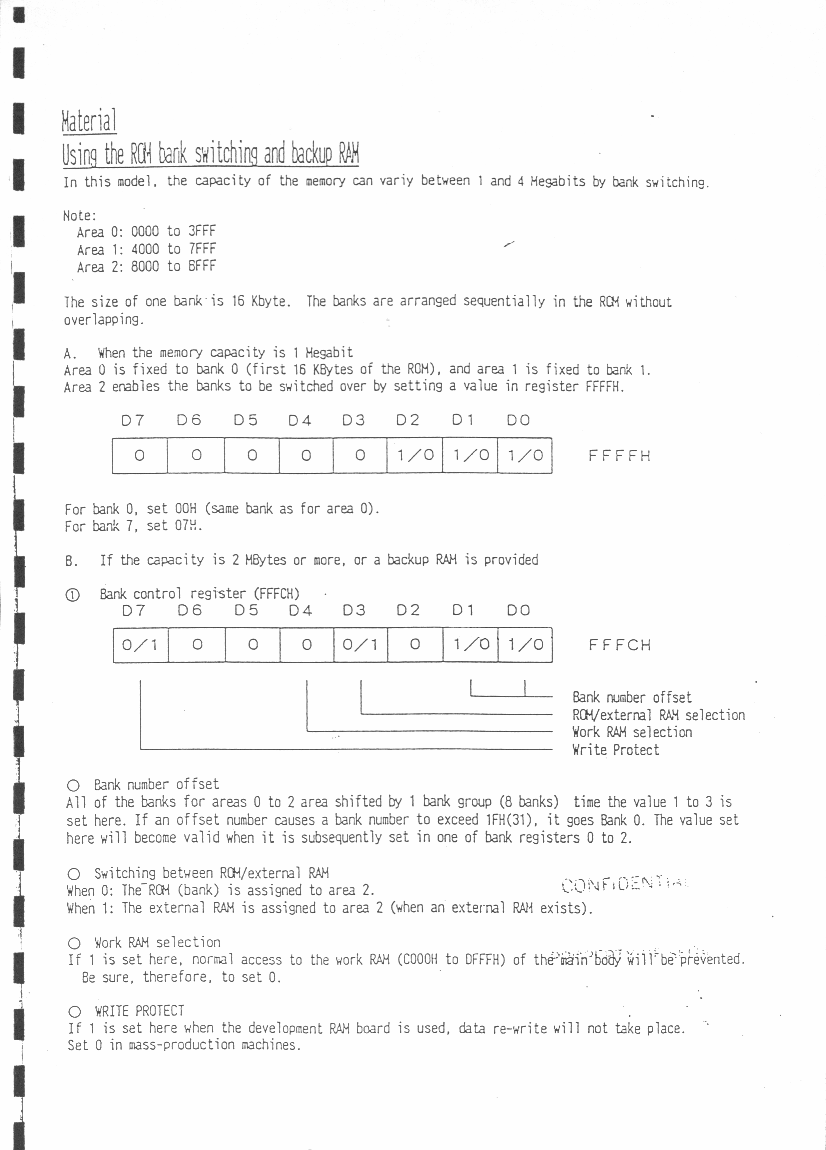 Material
Using the ROM bank switching and backup RAM
In this model, the capacity of the memory can variy between 1 and 4 Megabits by bank switching.
Note:
Area 0: 0000 to 3FFF
Area 1: 4000 to 7FFF
Area 2: 8000 to BFFF
The size of one bank is 16 Kbyte. The banks are arranged sequentially in the ROM without
overlapping.
A. When the memory capacity is 1 Megabit
Area 0 is fixed to bank 0 (first 16 KBytes of the ROM), and area 1 is fixed to bank 1.
Area 2 enables the banks to be switched over by setting a value in register FFFFH.
D7 D6 D5 D4 D3 D2 D1 D0
0 0 0 0 0 1/0 1/0 1/0 FFFFH
For bank 0, set 00H (same bank as for area 0).
For bank 7, set 07H.
B. If the capacity is 2 MBytes or more, or a backup RAM is provided
① Bank control register (FFFCH)
D7 D6 D5 D4 D3 D2 D1 D0
0/1 0 0 0 0/1 0 1/0 1/0 FFFCH
Bank number offset
ROM/external RAM selection
Work RAM selection
Write Protect
○ Bank number offset
All of the banks for areas 0 to 2 area shifted by 1 bank group (8 banks) time the value 1 to 3 is
set here. If an offset number causes a bank number to exceed 1FH(31), it goes Bank 0. The value set
here will become valid when it is subsequently set in one of bank registers 0 to 2.
○ Switching between ROM/external RAM
When 0: The ROM (bank) is assigned to area 2.
CONFIDENTIAL
When 1: The external RAM is assigned to area 2 (when an external RAM exists).
○ Work RAM selection
If 1 is set here, normal access to the work RAM (C000H to DFFFH) of the main body will be prevented.
Be sure, therefore, to set 0.
○ WRITE PROTECT
If 1 is set here when the development RAM board is used, data re-write will not take place.
Set 0 in mass-production machines.